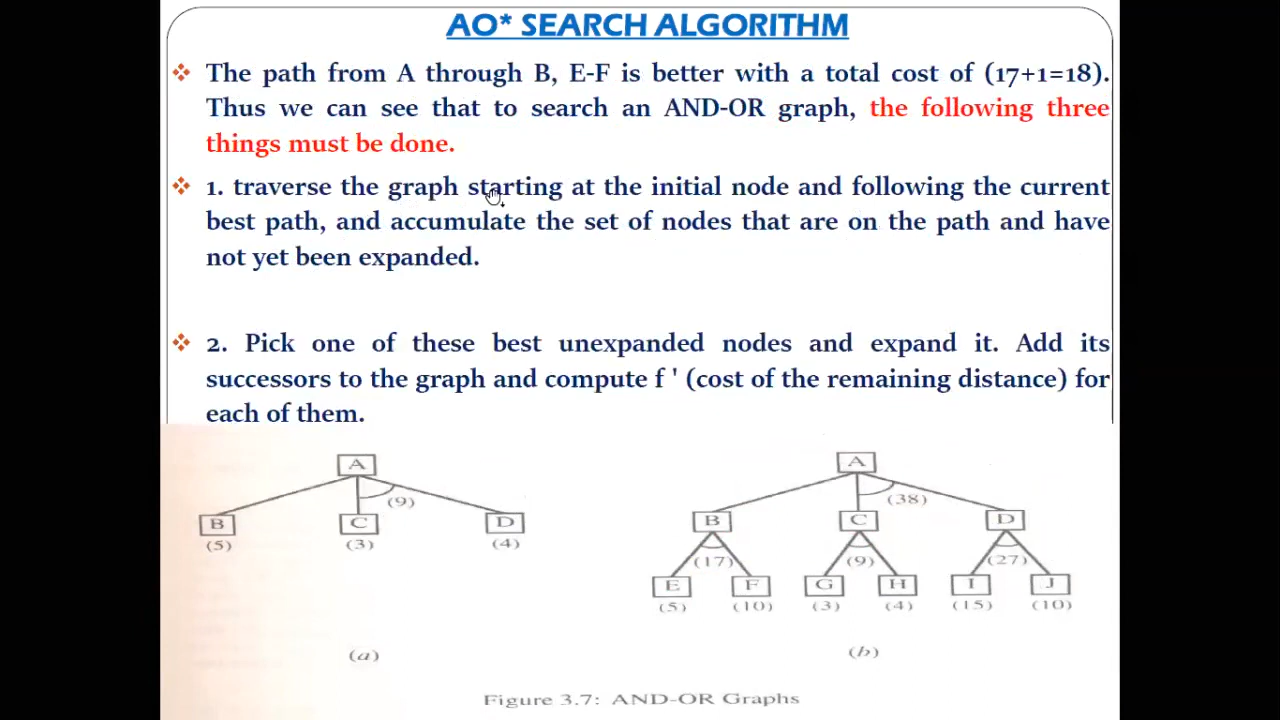 AO* SEARCH ALGORITHM
❖ The path from A through B, E-F is better with a total cost of (17+1=18).
Thus we can see that to search an AND-OR graph, the following three
things must be done.
❖ 1. traverse the graph starting at the initial node and following the current
best path, and accumulate the set of nodes that are on the path and have
not yet been expanded.
❖ 2. Pick one of these best unexpanded nodes and expand it. Add its
successors to the graph and compute f ' (cost of the remaining distance) for
each of them.
A
(9)
B C D
(5) (3) (4)
(a)
A
(38)
B C D
(17) (9) (27)
E F G H I J
(5) (10) (3) (4) (15) (10)
(b)
Figure 3.7: AND-OR Graphs